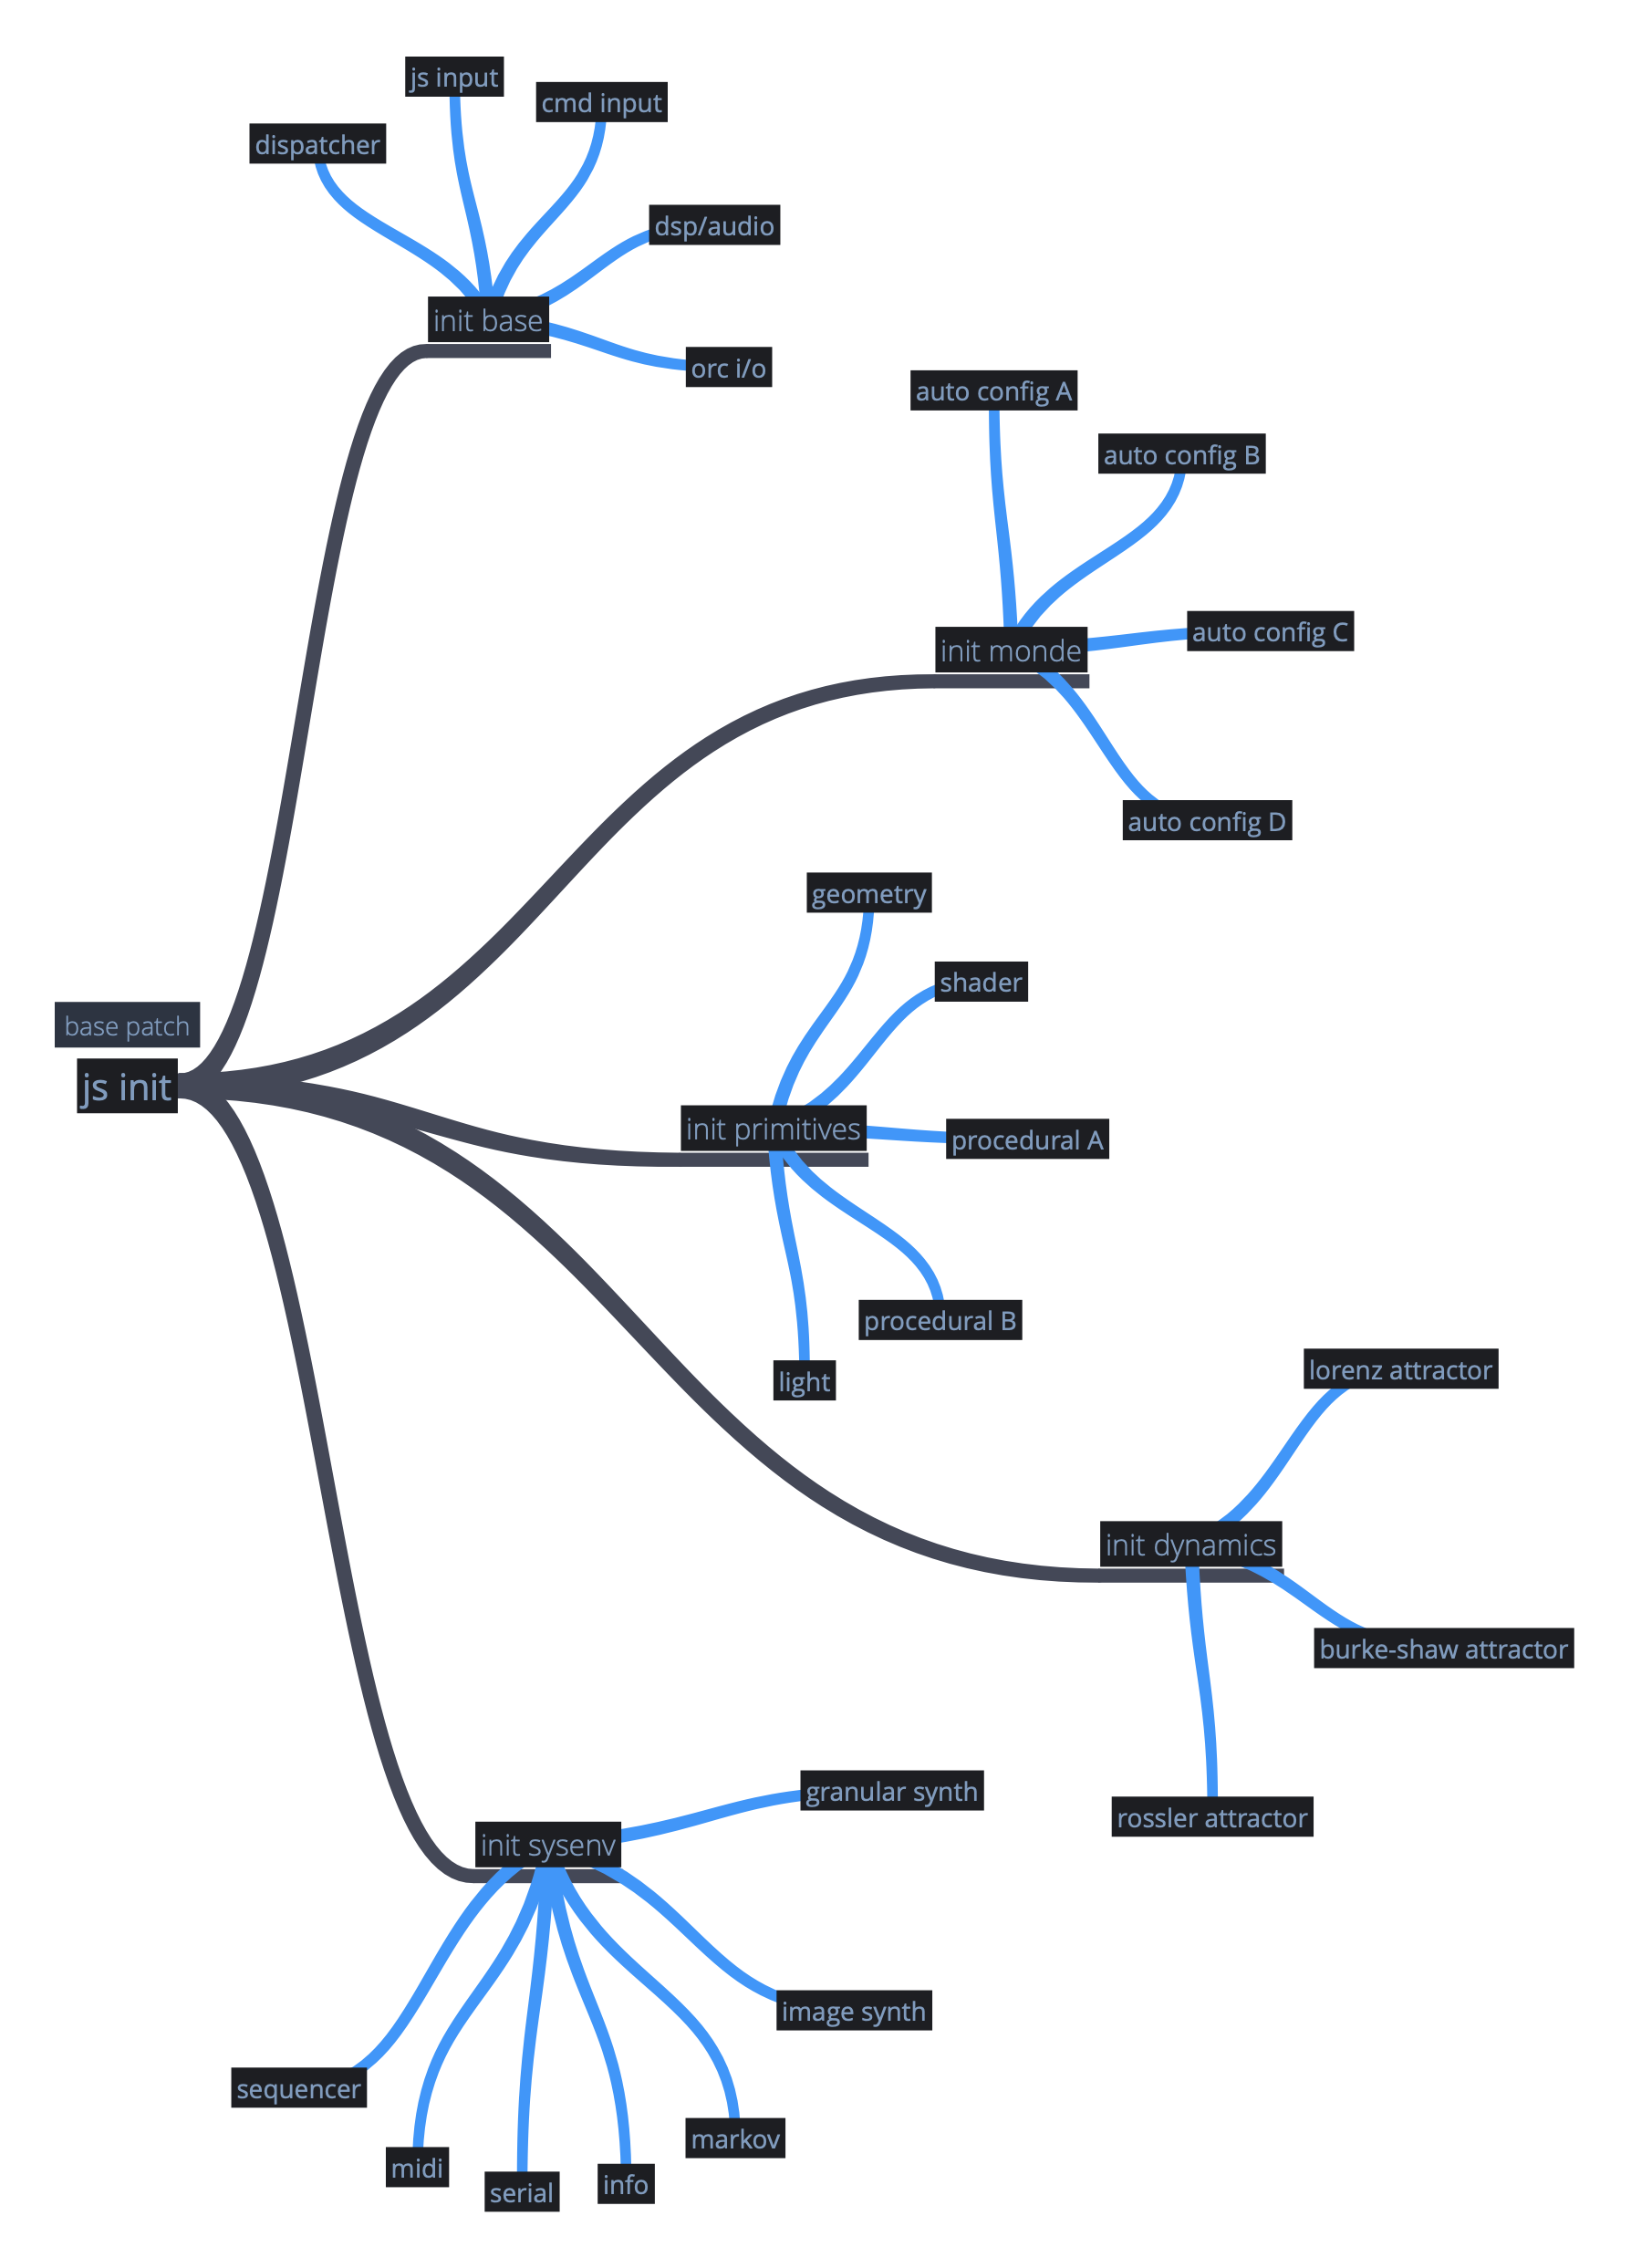 js input
cmd input
dispatcher
dsp/audio
init base
orc i/o
auto config A
auto config B
auto config C
init monde
auto config D
geometry
shader
base patch
js init
init primitives
procedural A
procedural B
light
lorenz attractor
init dynamics
burke-shaw attractor
rossler attractor
granular synth
init sysenv
image synth
sequencer
markov
midi
info
serial